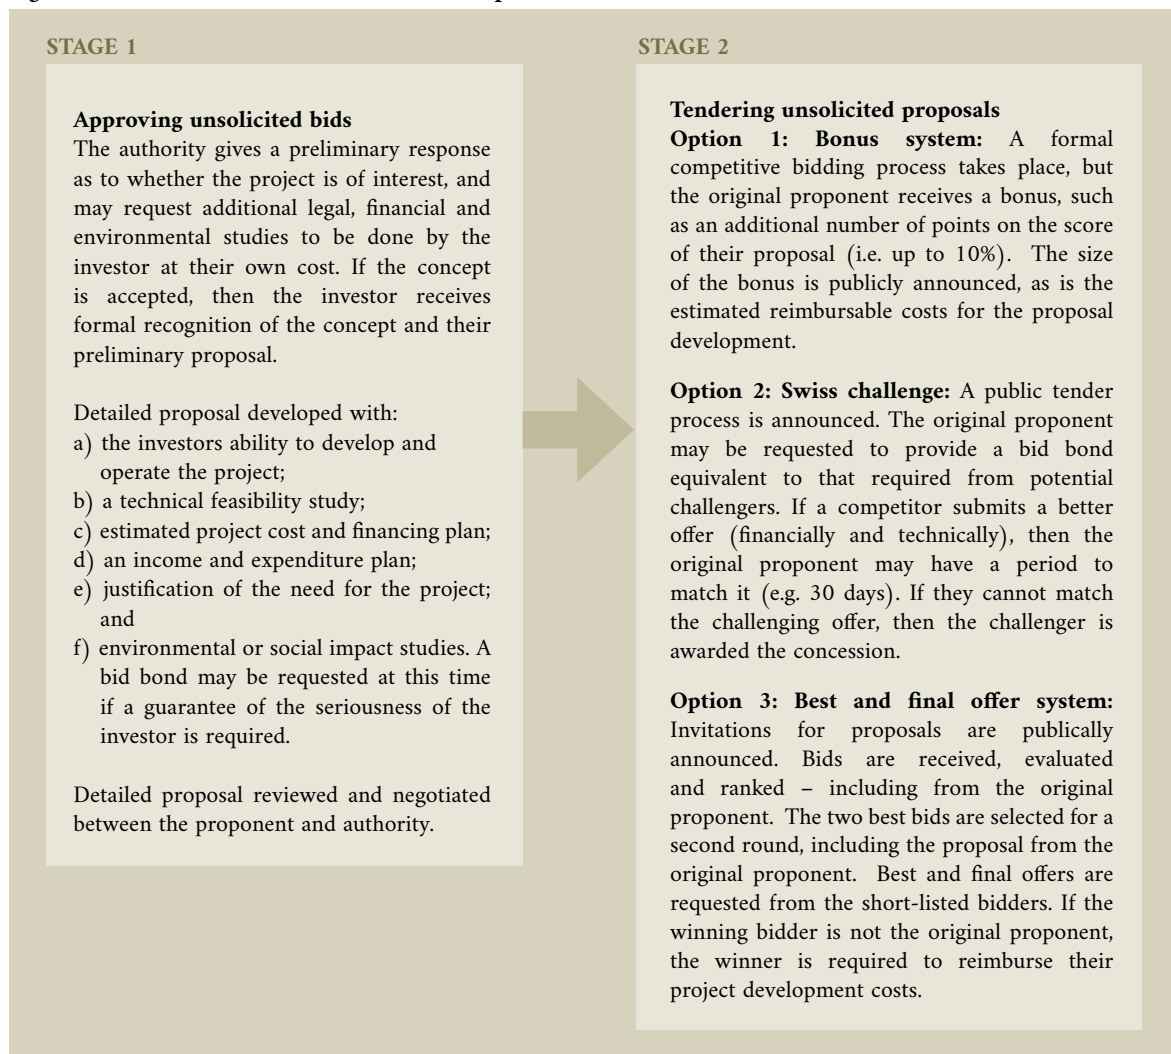 STAGE 1
Approving unsolicited bids
The authority gives a preliminary response
as to whether the project is of interest, and
may request additional legal, financial and
environmental studies to be done by the
investor at their own cost. If the concept
is accepted, then the investor receives
formal recognition of the concept and their
preliminary proposal.
Detailed proposal developed with:
a) the investors ability to develop and
operate the project;
b) a technical feasibility study;
c) estimated project cost and financing plan;
d) an income and expenditure plan;
e) justification of the need for the project;
and
f) environmental or social impact studies. A
bid bond may be requested at this time
if a guarantee of the seriousness of the
investor is required.
Detailed proposal reviewed and negotiated
between the proponent and authority.
STAGE 2
Tendering unsolicited proposals
Option 1: Bonus system: A formal
competitive bidding process takes place, but
the original proponent receives a bonus, such
as an additional number of points on the score
of their proposal (i.e. up to 10%). The size
of the bonus is publicly announced, as is the
estimated reimbursable costs for the proposal
development.
Option 2: Swiss challenge: A public tender
process is announced. The original proponent
may be requested to provide a bid bond
equivalent to that required from potential
challengers. If a competitor submits a better
offer (financially and technically), then the
original proponent may have a period to
match it (e.g. 30 days). If they cannot match
the challenging offer, then the challenger is
awarded the concession.
Option 3: Best and final offer system:
Invitations for proposals are publically
announced. Bids are received, evaluated
and ranked – including from the original
proponent. The two best bids are selected for a
second round, including the proposal from the
original proponent. Best and final offers are
requested from the short-listed bidders. If the
winning bidder is not the original proponent,
the winner is required to reimburse their
project development costs.